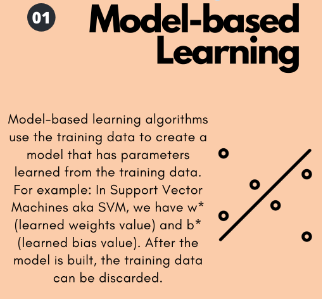 01
Model-based
Learning
Model-based learning algorithms
use the training data to create a
model that has parameters
learned from the training data.
For example: In Support Vector
Machines aka SVM, we have w*
(learned weights value) and b*
(learned bias value). After the
model is built, the training data
can be discarded.